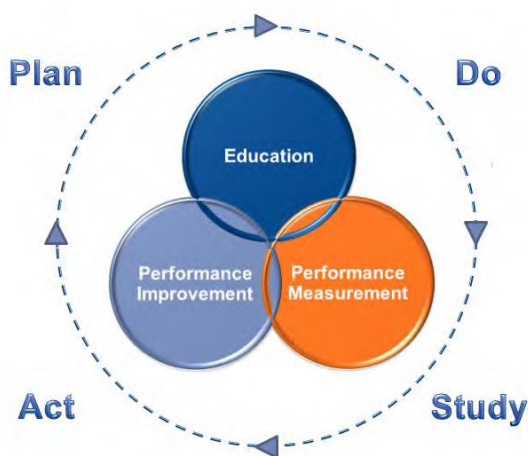 Plan
Do
Education
Performance
Improvement
Performance
Measurement
Act
Study